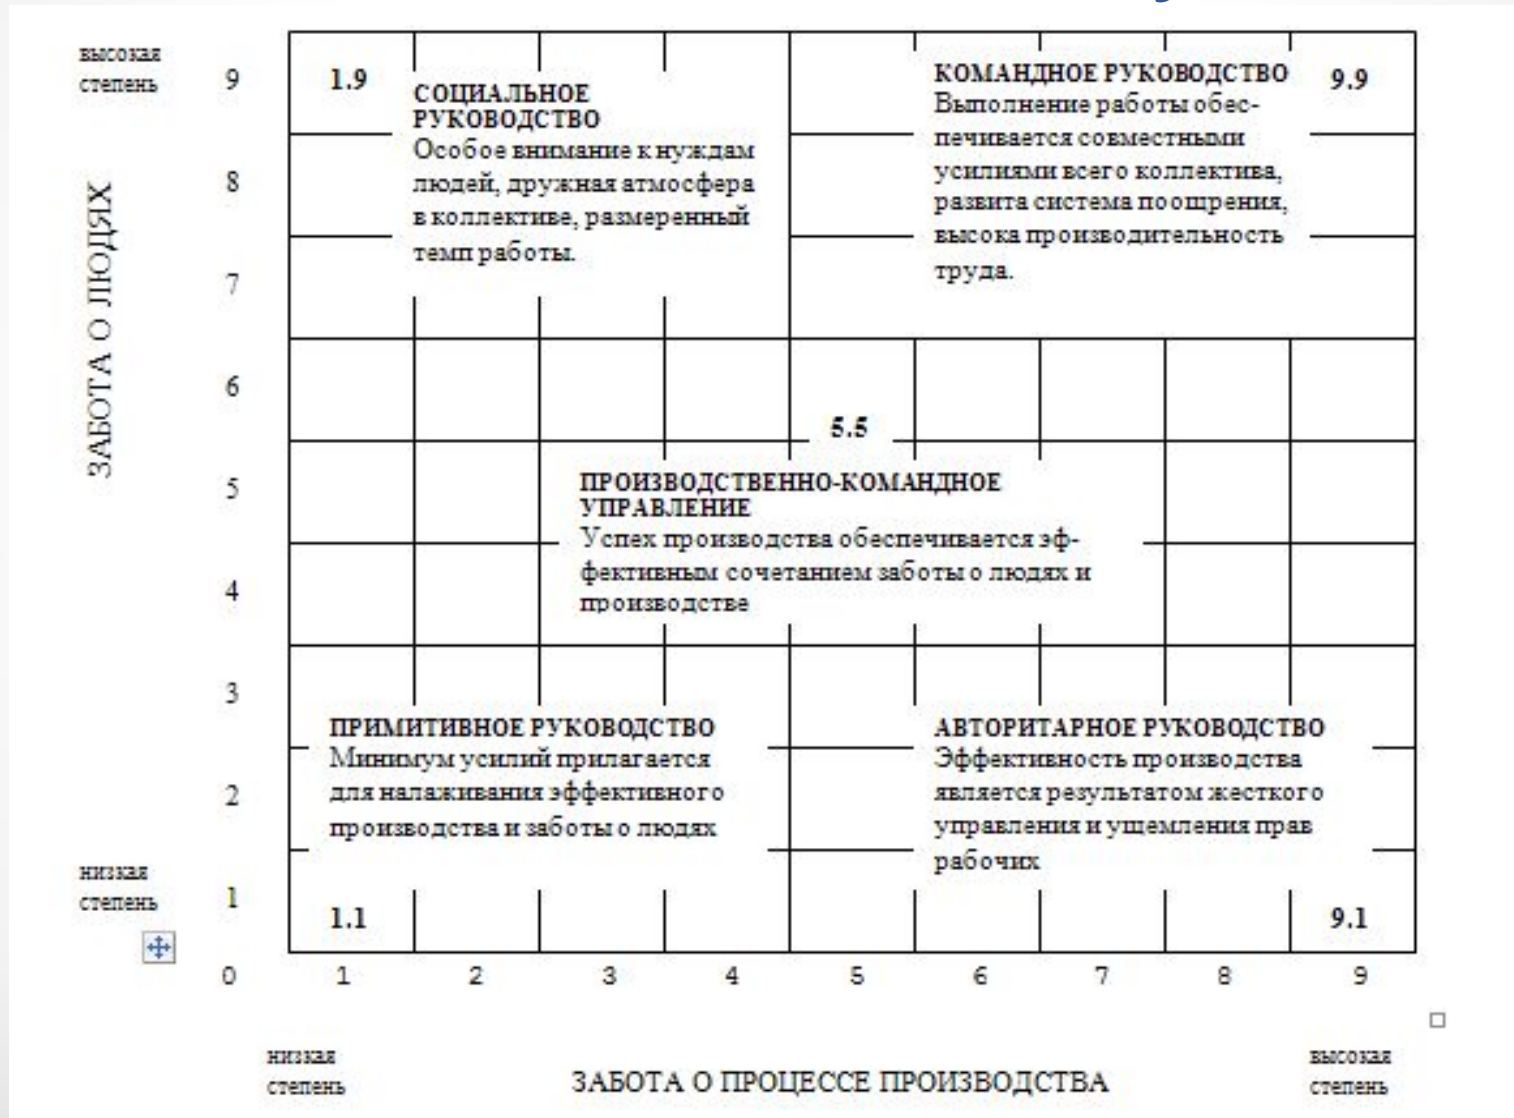 высокая
степень
9
1.9
СОЦИАЛЬНОЕ
РУКОВОДСТВО
Особое внимание к нуждам
людей, дружная атмосфера
в коллективе, размеренный
темп работы.
КОМАНДНОЕ РУКОВОДСТВО
Выполнение работы обес-
печивается совместными
усилиями всего коллектива,
развита система поощрения,
высока производительность
труда.
9.9
8
7
ЗАБОТА О ЛЮДЯХ
6
5.5
5
ПРОИЗВОДСТВЕННО-КОМАНДНОЕ
УПРАВЛЕНИЕ
Успех производства обеспечивается эф-
фективным сочетанием заботы о людях и
производстве
4
3
ПРИМИТИВНОЕ РУКОВОДСТВО
Минимум усилий прилагается
для налаживания эффективного
производства и заботы о людях
АВТОРИТАРНОЕ РУКОВОДСТВО
Эффективность производства
является результатом жесткого
управления и ущемления прав
рабочих
2
низкая
степень
1
1.1
9.1
0 1 2 3 4 5 6 7 8 9
низкая
степень
ЗАБОТА О ПРОЦЕССЕ ПРОИЗВОДСТВА
высокая
степень